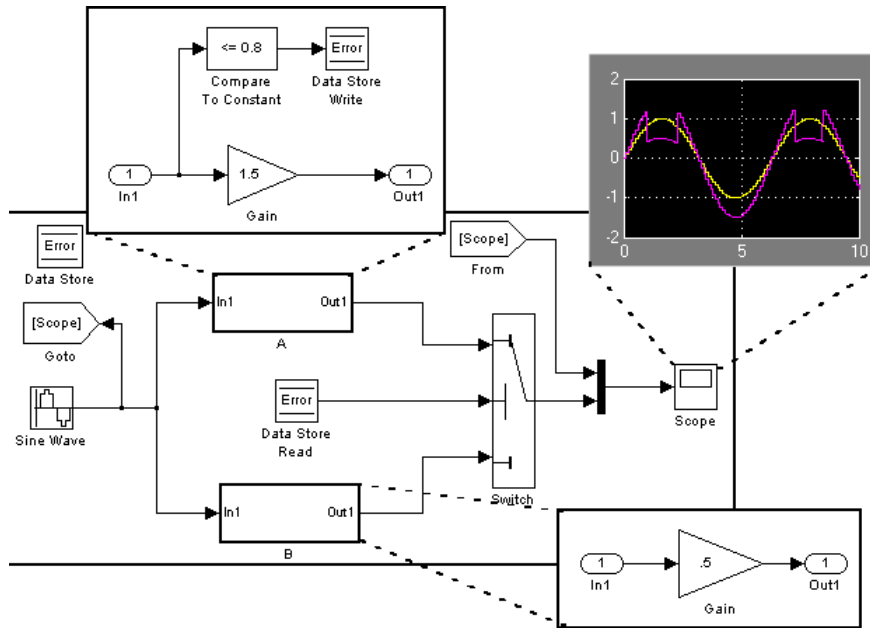 <= 0.8
Error
Compare
To Constant
Data Store
Write
1
In1
1.5
Gain
1
Out1
2
1
0
-1
-2
0
5
10
Error
Data Store
[Scope]
From
[Scope]
Goto
In1
Out1
A
Sine Wave
Error
Data Store
Read
Switch
Scope
In1
Out1
B
1
In1
.5
Gain
1
Out1